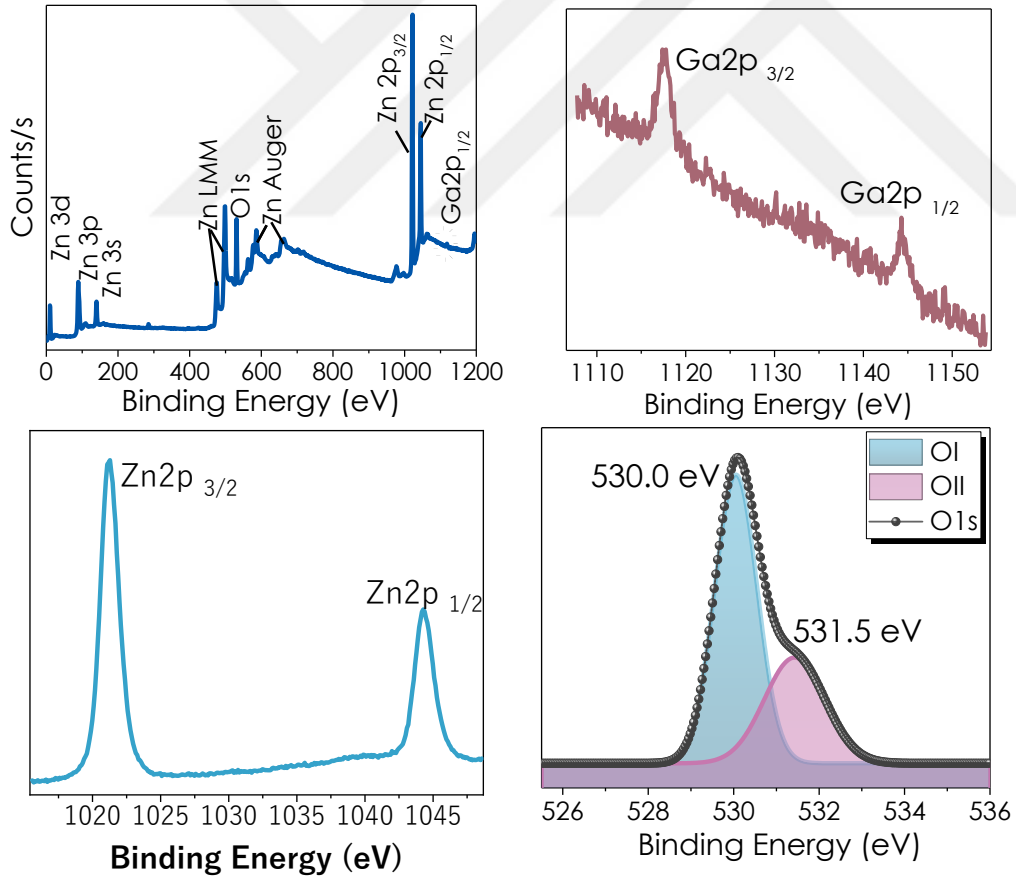 Counts/s
Zn 3d
Zn 3p
Zn 3s
Zn LMM
O1s
Zn Auger
Zn 2p3/2
Zn 2p1/2
Ga2p1/2
0 200 400 600 800 1000 1200
Binding Energy (eV)
Ga2p 3/2
Ga2p 1/2
1110 1120 1130 1140 1150
Binding Energy (eV)
Zn2p 3/2
Zn2p 1/2
1020 1025 1030 1035 1040 1045
Binding Energy (eV)
530.0 eV
531.5 eV
OI
OII
O1s
526 528 530 532 534 536
Binding Energy (eV)